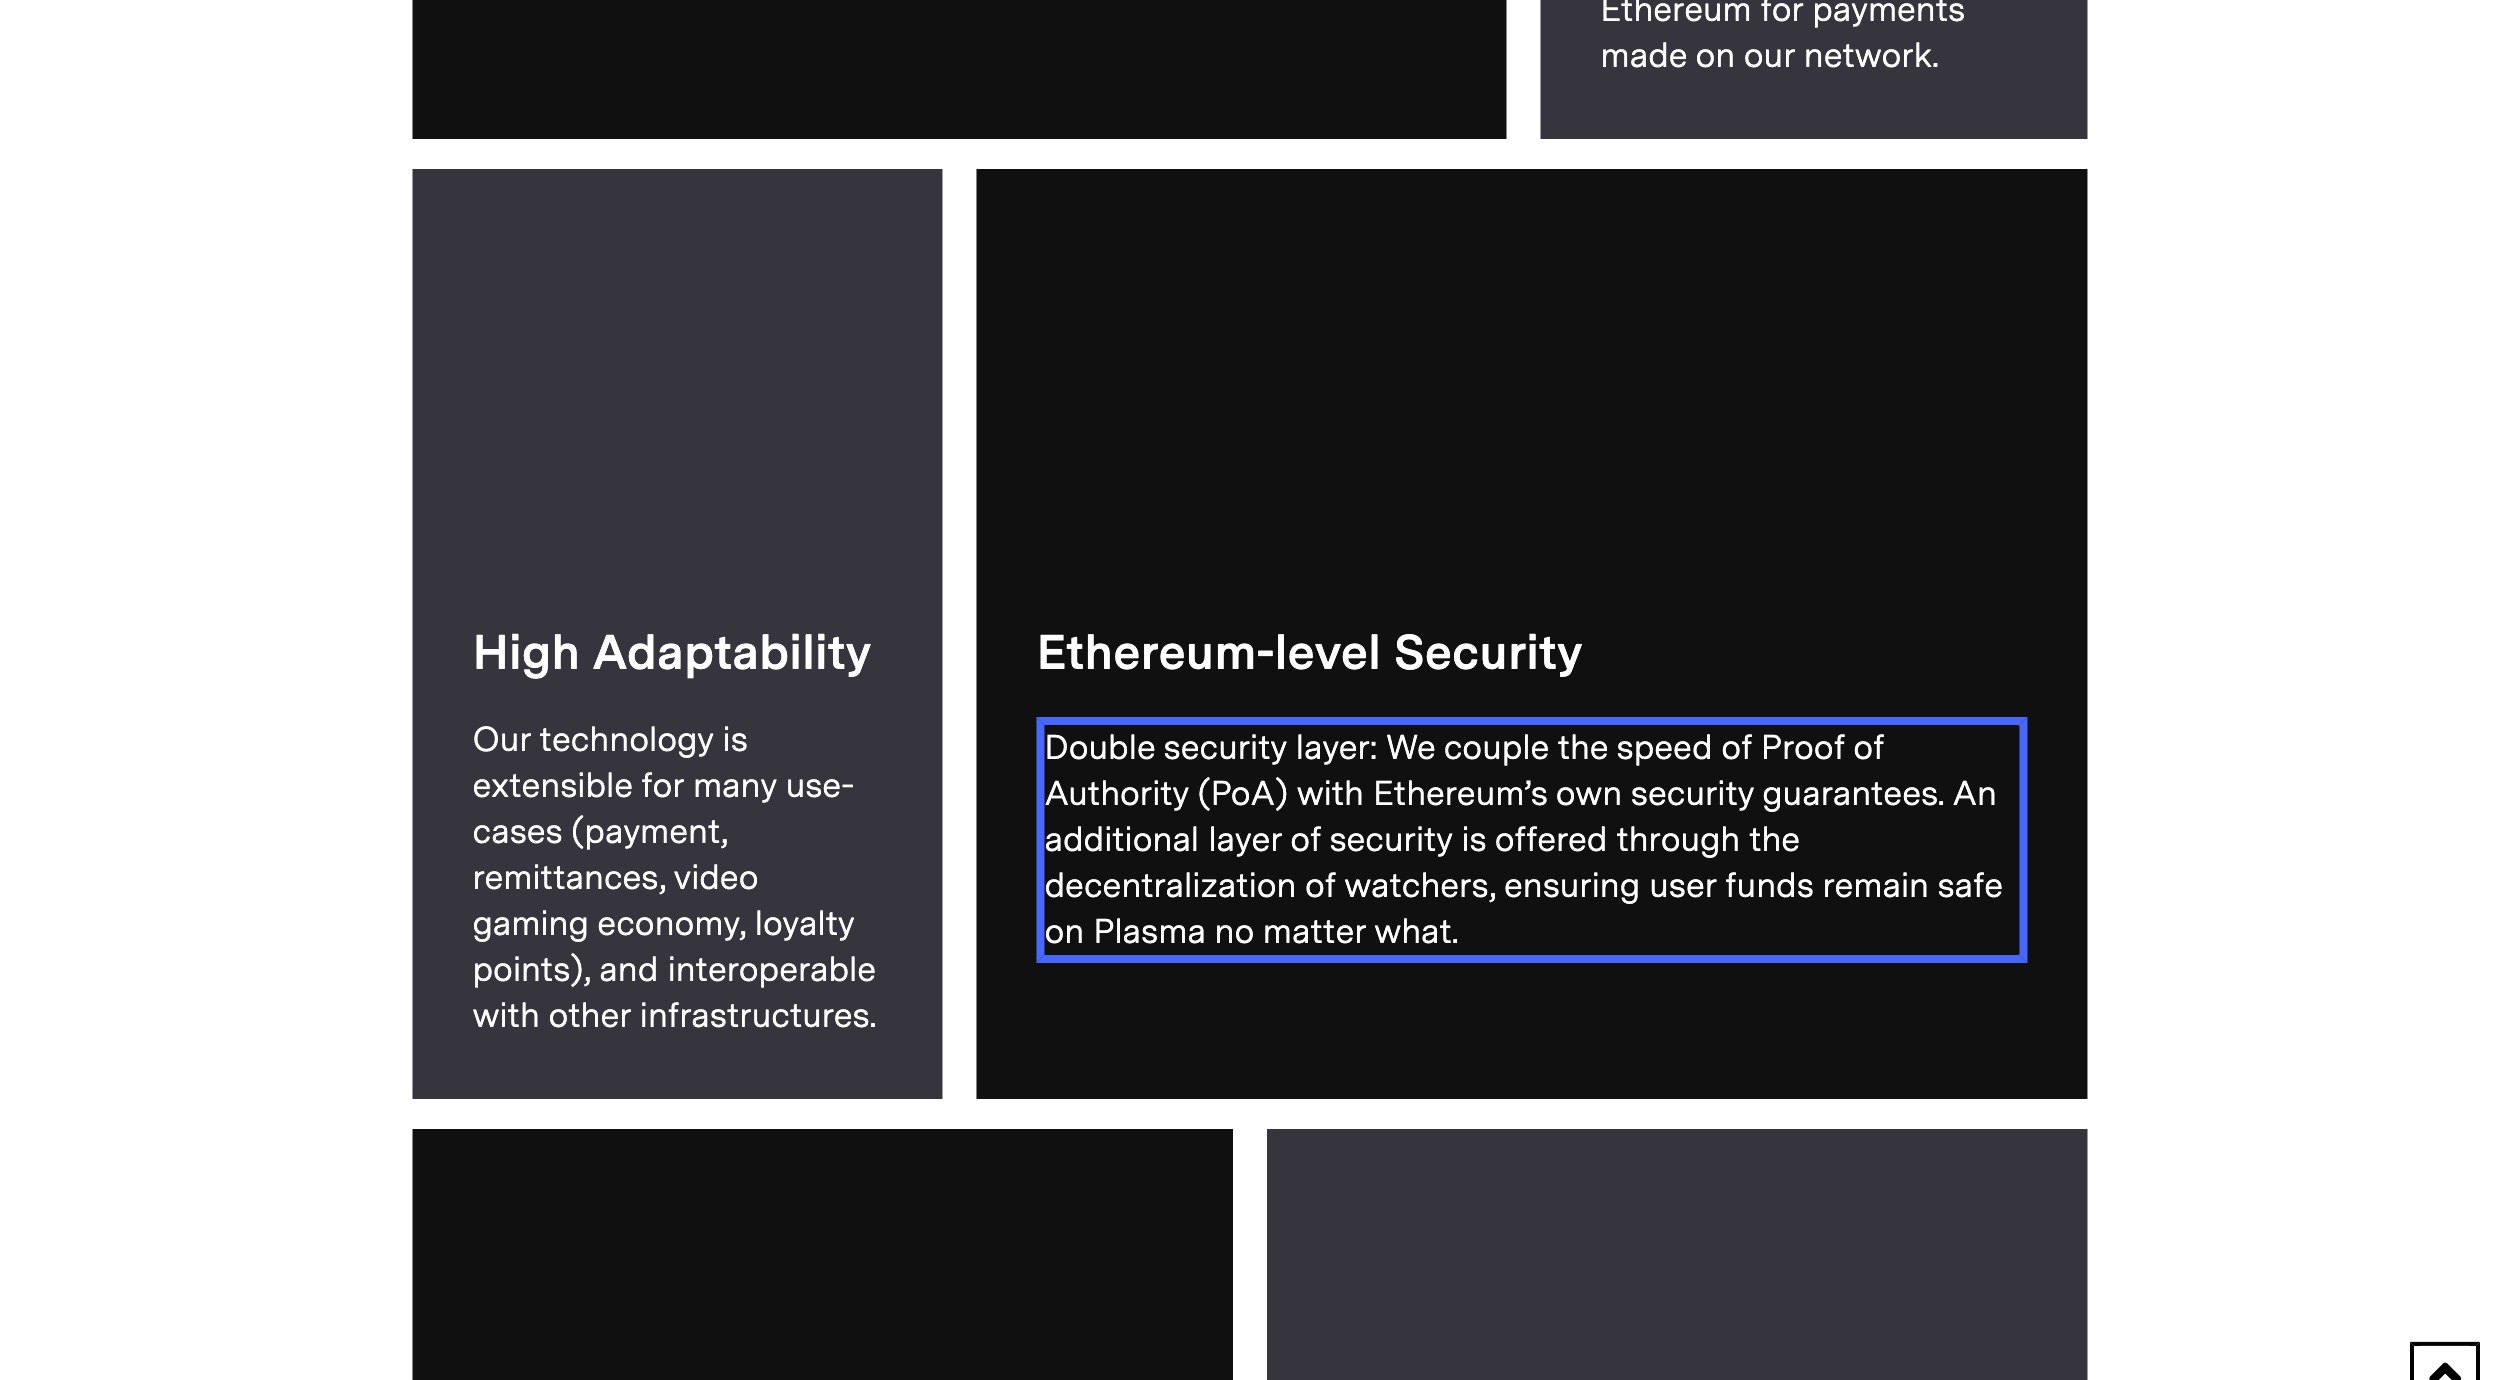 Ethereum for payments
made on our network.
High Adaptability
Our technology is
extensible for many use-
cases (payment,
remittances, video
gaming economy, loyalty
points), and interoperable
with other infrastructures.
Ethereum-level Security
Double security layer: We couple the speed of Proof of
Authority (PoA) with Ethereum’s own security guarantees. An
additional layer of security is offered through the
decentralization of watchers, ensuring user funds remain safe
on Plasma no matter what.